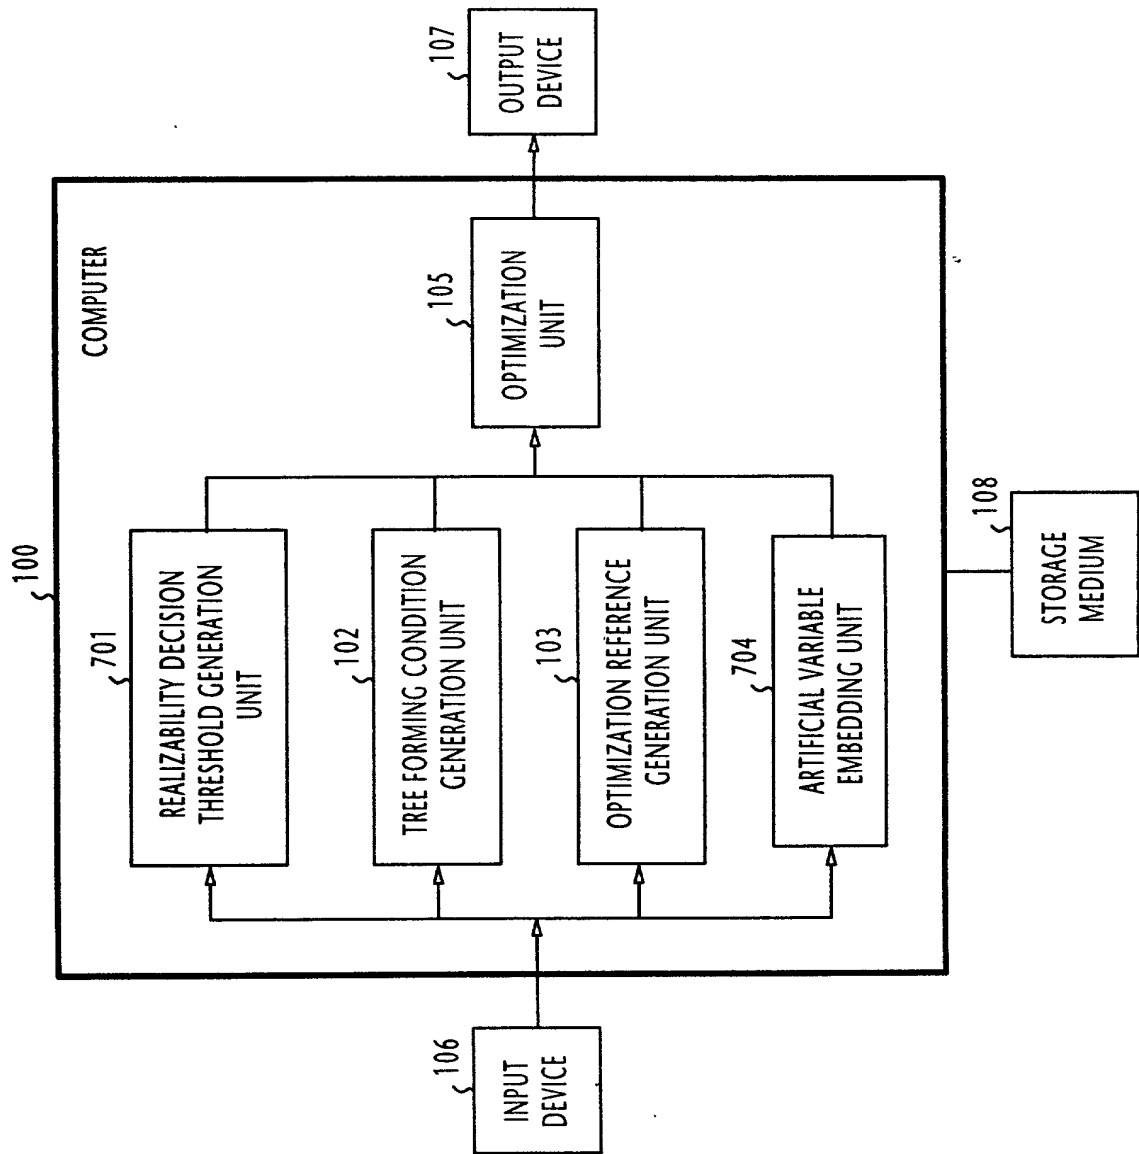 100
COMPUTER
106
INPUT
DEVICE
701
REALIZABILITY DECISION
THRESHOLD GENERATION
UNIT
102
TREE FORMING CONDITION
GENERATION UNIT
103
OPTIMIZATION REFERENCE
GENERATION UNIT
704
ARTIFICIAL VARIABLE
EMBEDDING UNIT
105
OPTIMIZATION
UNIT
107
OUTPUT
DEVICE
108
STORAGE
MEDIUM